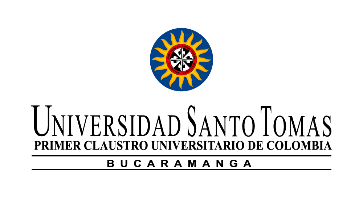 UNIVERSIDAD SANTO TOMAS
PRIMER CLAUSTRO UNIVERSITARIO DE COLOMBIA
BUCARAMANGA